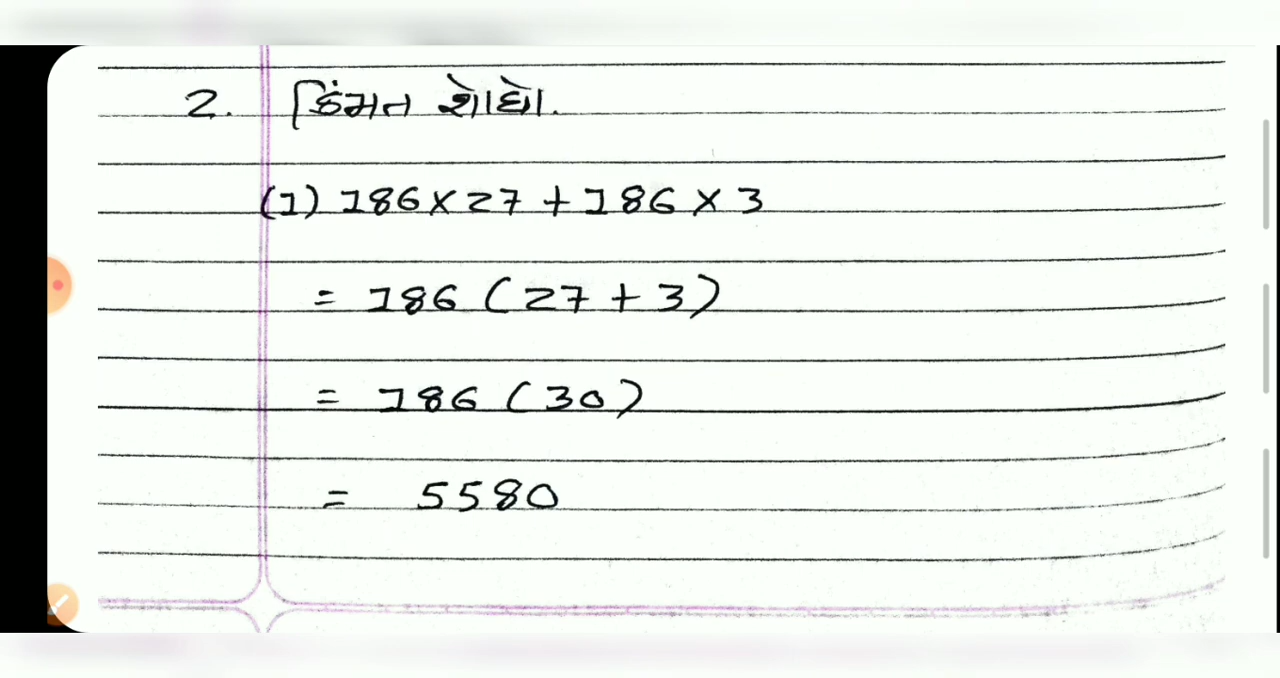 2. કિંમત શોધો.
(1) 186 × 27 + 186 × 3
= 186 (27 + 3)
= 186 (30)
= 5580